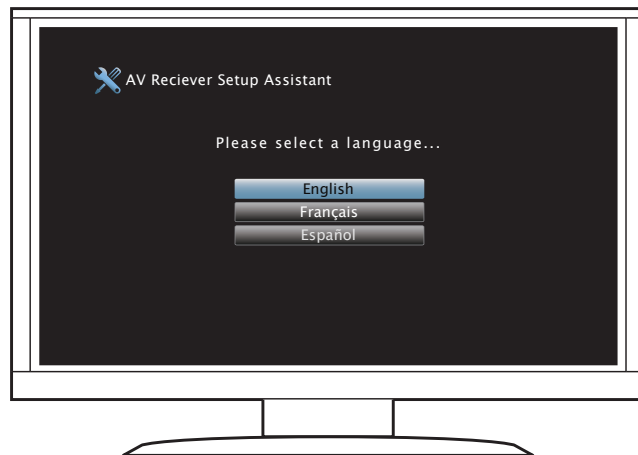 AV Reciever Setup Assistant
Please select a language...
English
Français
Español